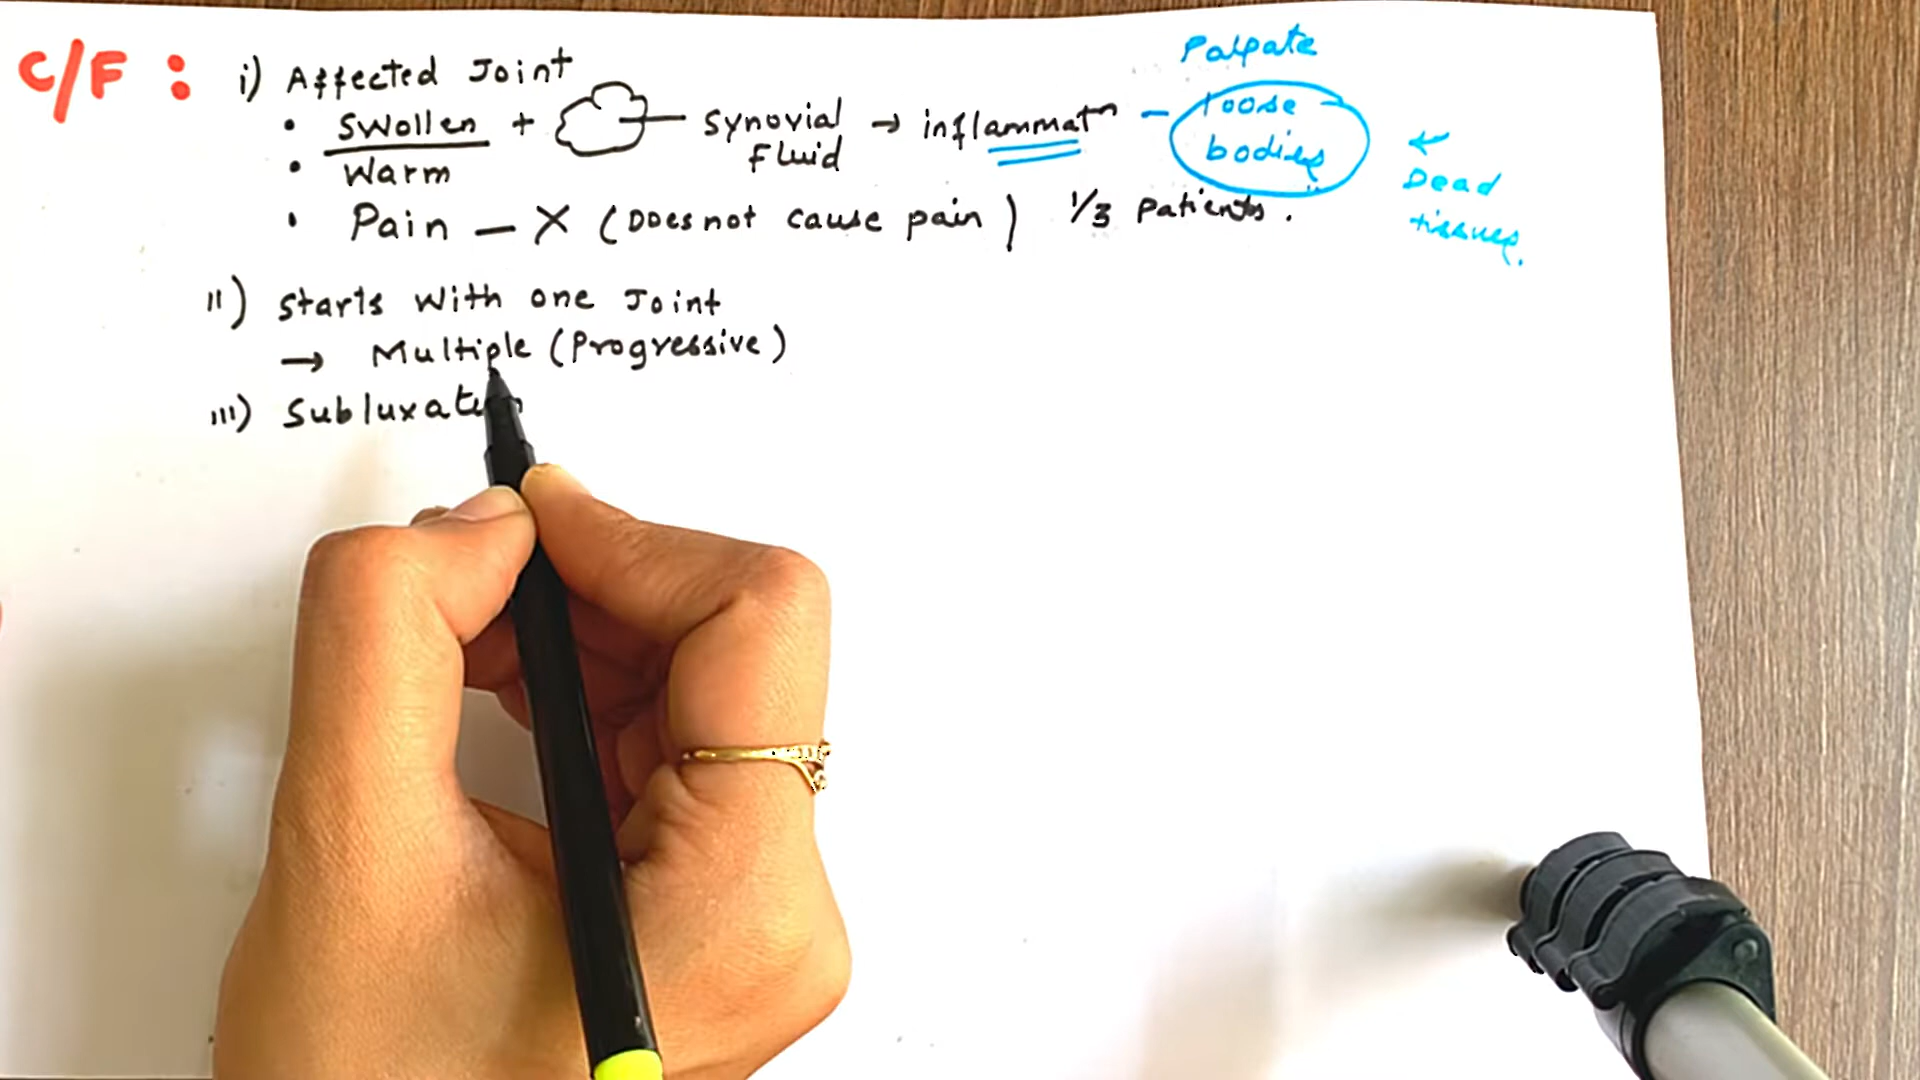 C/F :
i) Affected Joint
• Swollen + synovial fluid → inflammatn – loose bodies
Palpate
← Dead tissues.
• Warm
• Pain – X (Does not cause pain) 1/3 patients.
ii) starts with one Joint
→ Multiple (Progressive)
iii) Subluxation